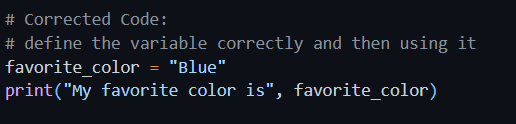 # Corrected Code:
# define the variable correctly and then using it
favorite_color = "Blue"
print("My favorite color is", favorite_color)